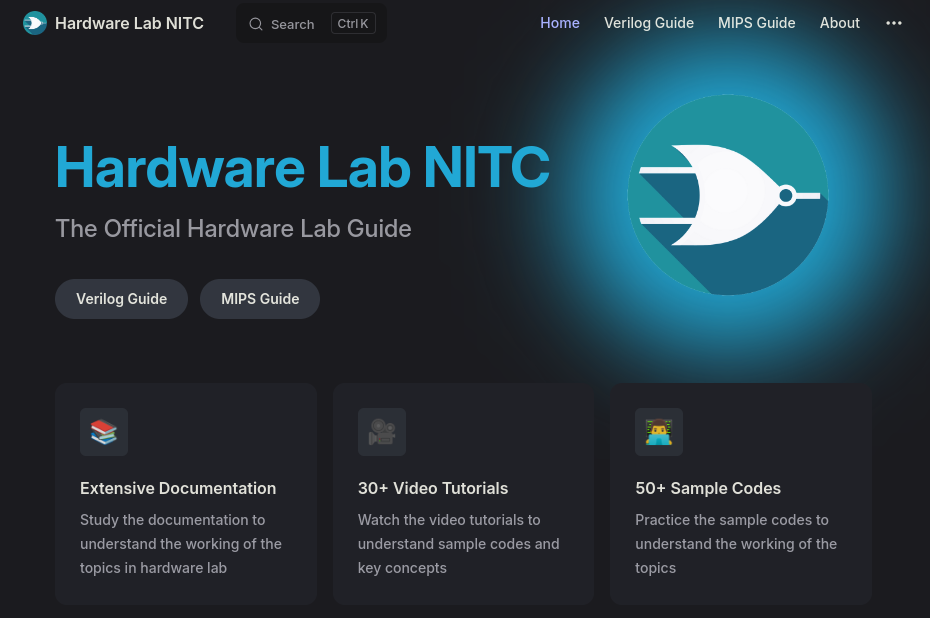 Hardware Lab NITC
Search
Ctrl K
Home
Verilog Guide
MIPS Guide
About
Hardware Lab NITC
The Official Hardware Lab Guide
Verilog Guide
MIPS Guide
Extensive Documentation
Study the documentation to
understand the working of the
topics in hardware lab
30+ Video Tutorials
Watch the video tutorials to
understand sample codes and
key concepts
50+ Sample Codes
Practice the sample codes to
understand the working of the
topics